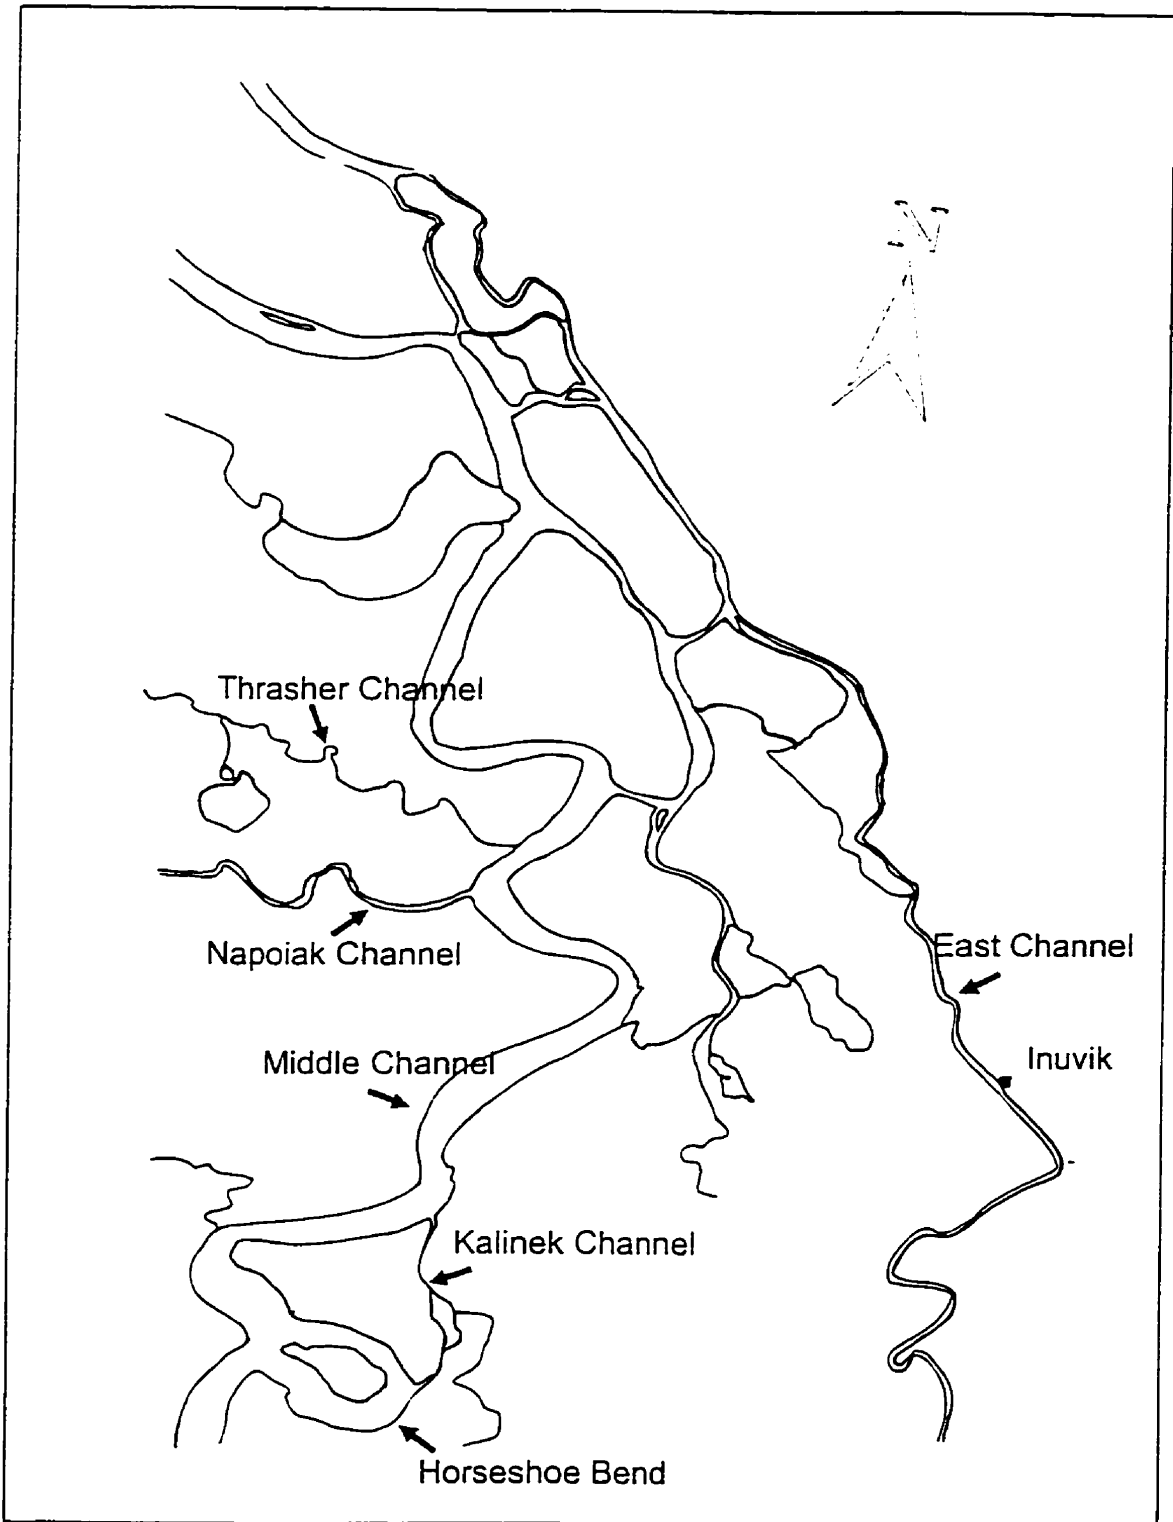 N
Thrasher Channel
Napoiak Channel
East Channel
Middle Channel
Inuvik
Kalinek Channel
Horseshoe Bend